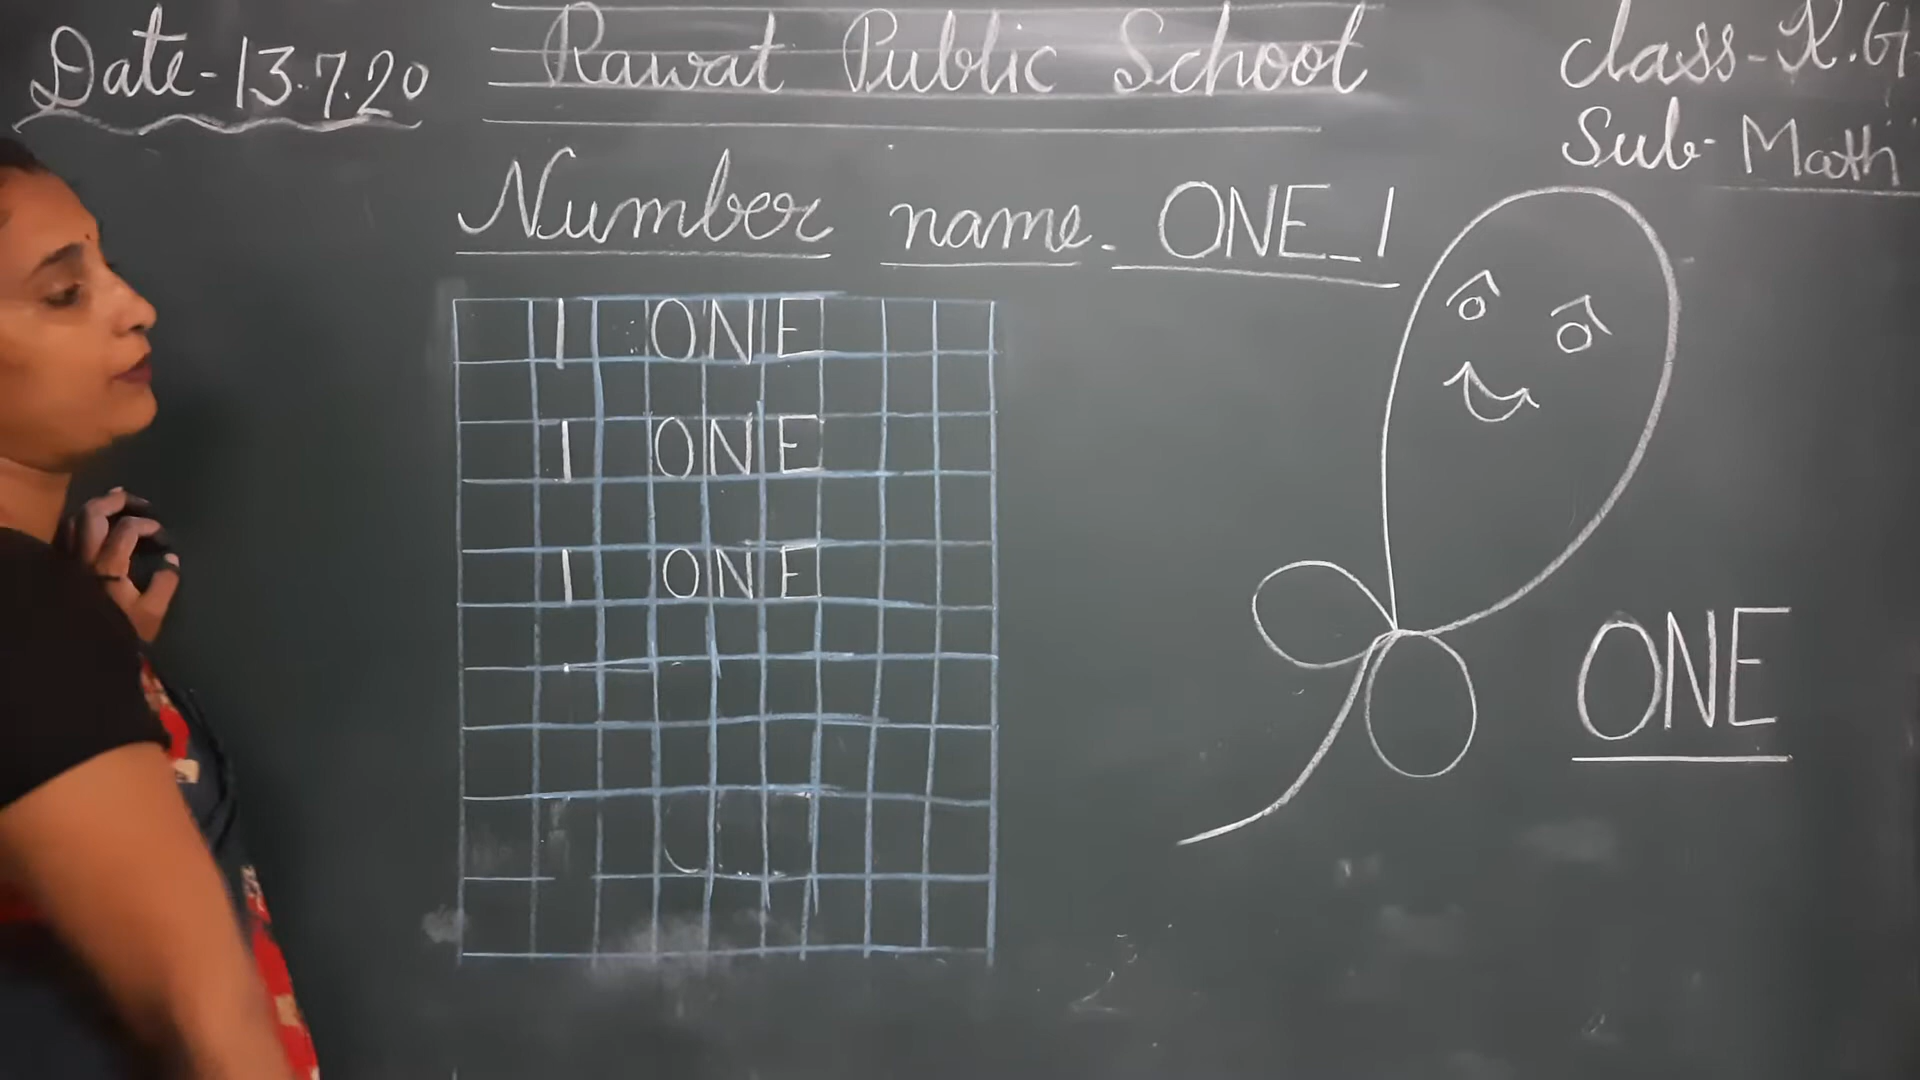 Date-13.7.20
Rawat Public School
Class-K.G
Sub- Math
Number name- ONE_1
1 ONE
1 ONE
1 ONE
ONE